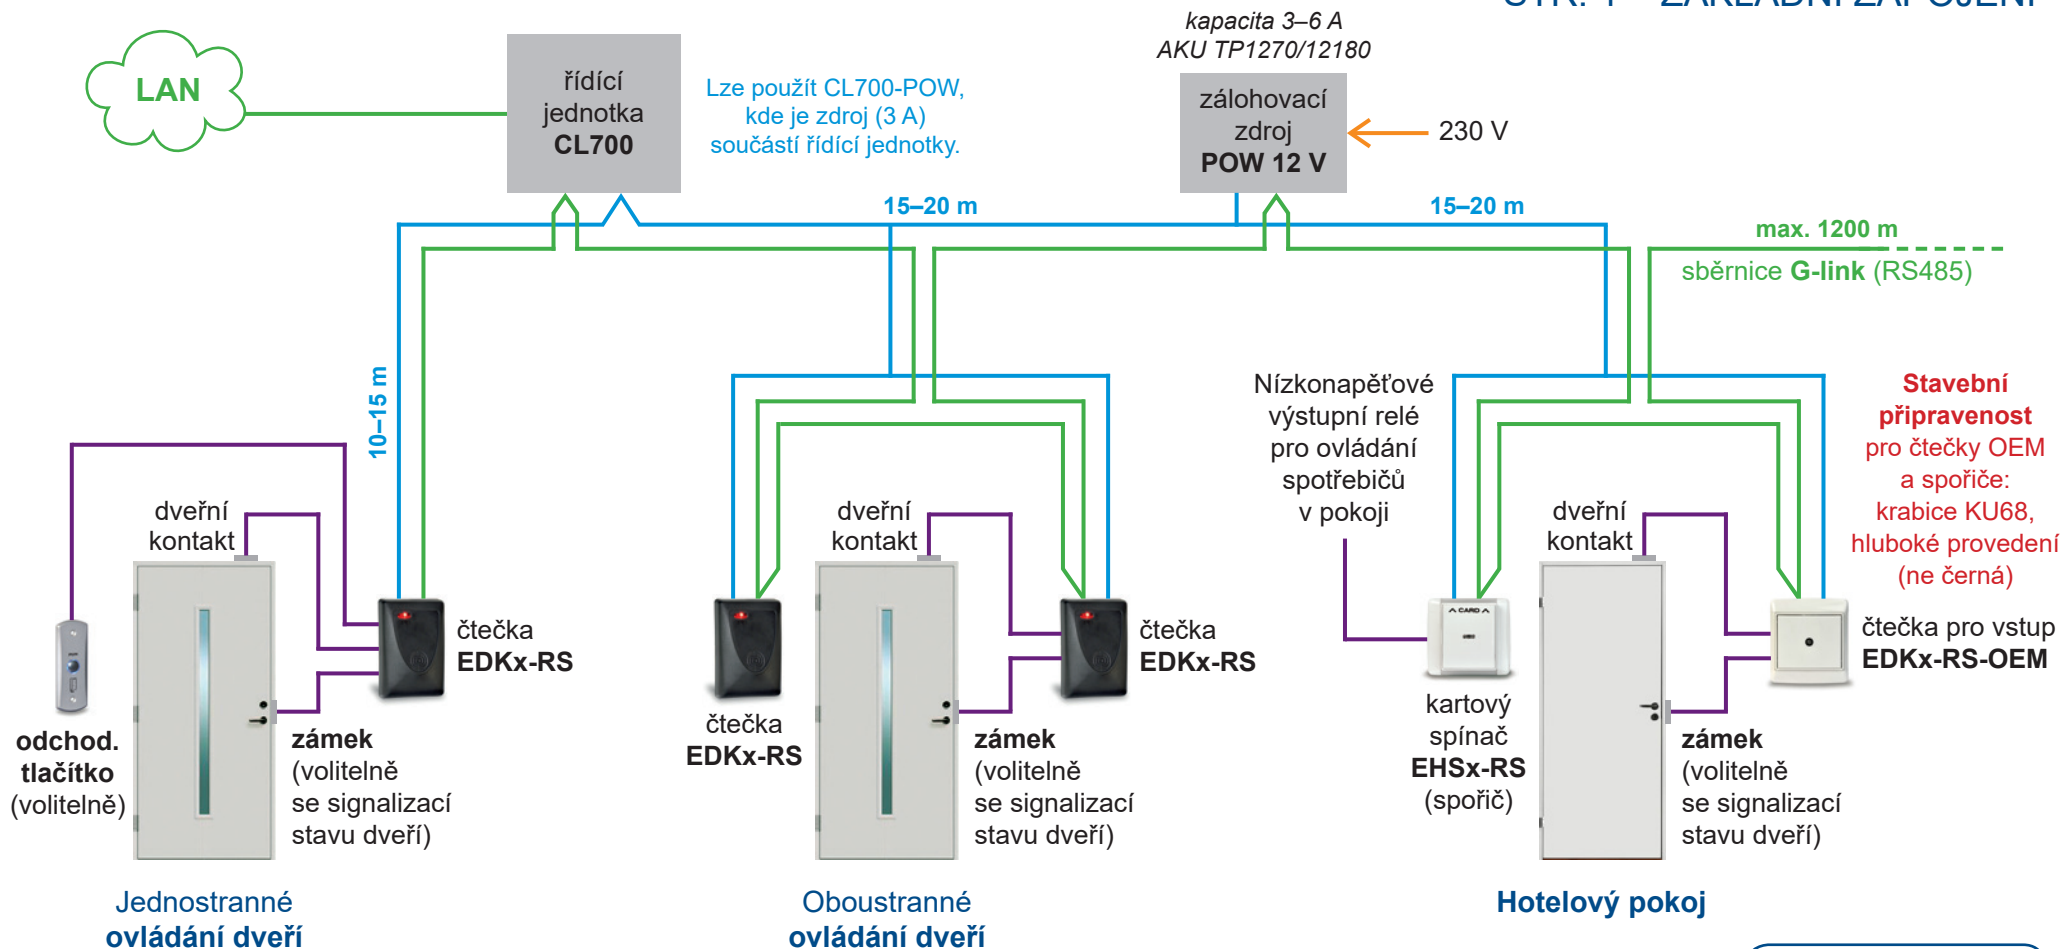 STR. 1 – ZÁKLADNÍ ZAPOJENÍ
kapacita 3–6 A
AKU TP1270/12180
LAN
řídící
jednotka
CL700
Lze použít CL700-POW,
kde je zdroj (3 A)
součástí řídící jednotky.
zálohovací
zdroj
POW 12 V
230 V
15–20 m
15–20 m
max. 1200 m
sběrnice G-link (RS485)
10–15 m
Nízkonapěťové
výstupní relé
pro ovládání
spotřebičů
v pokoji
Stavební
připravenost
pro čtečky OEM
a spořiče:
krabice KU68,
hluboké provedení
(ne černá)
dveřní
kontakt
čtečka
EDKx-RS
odchod.
tlačítko
(volitelně)
zámek
(volitelně
se signalizací
stavu dveří)
dveřní
kontakt
čtečka
EDKx-RS
čtečka
EDKx-RS
zámek
(volitelně
se signalizací
stavu dveří)
CARD
kartový
spínač
EHSx-RS
(spořič)
dveřní
kontakt
čtečka pro vstup
EDKx-RS-OEM
zámek
(volitelně
se signalizací
stavu dveří)
Jednostranné
ovládání dveří
Oboustranné
ovládání dveří
Hotelový pokoj